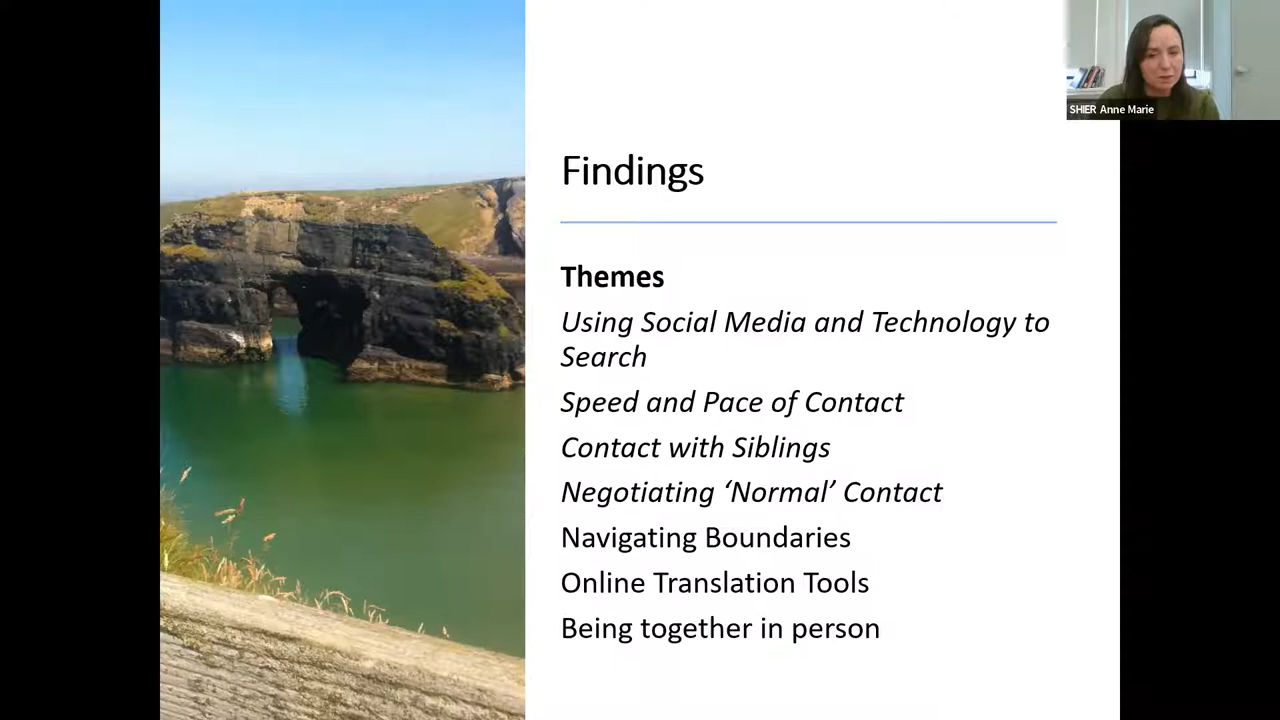 SHIER Anne Marie
Findings
Themes
Using Social Media and Technology to
Search
Speed and Pace of Contact
Contact with Siblings
Negotiating ‘Normal’ Contact
Navigating Boundaries
Online Translation Tools
Being together in person